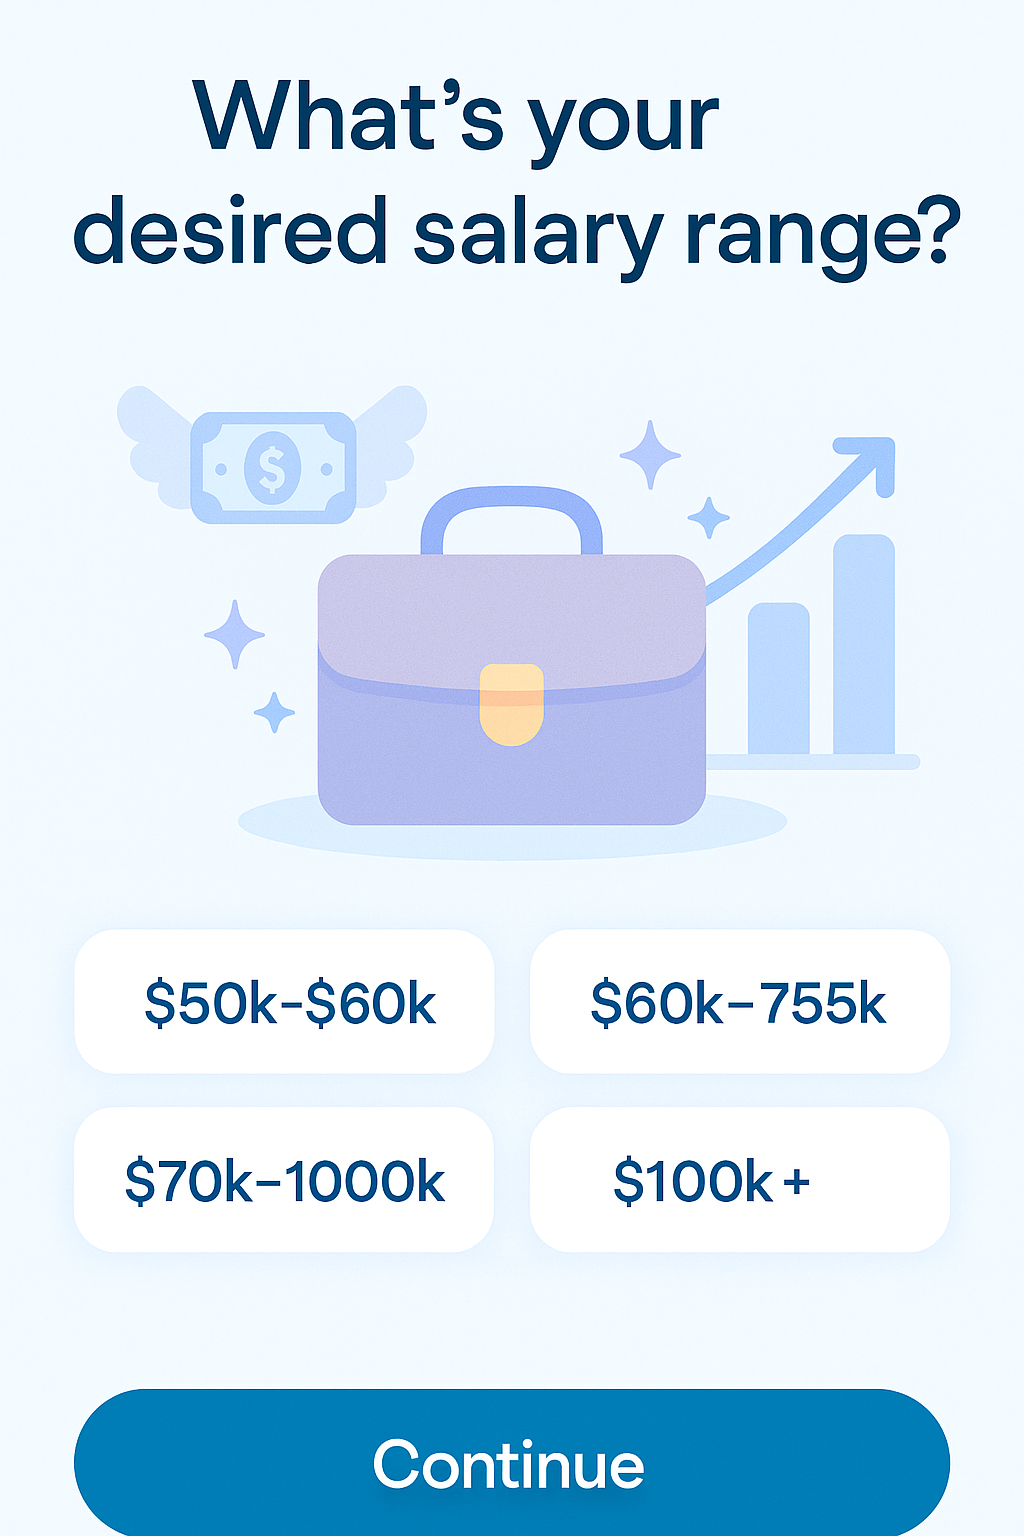 What’s your
desired salary range?
$
$50k–$60k
$60k–755k
$70k–1000k
$100k+
Continue